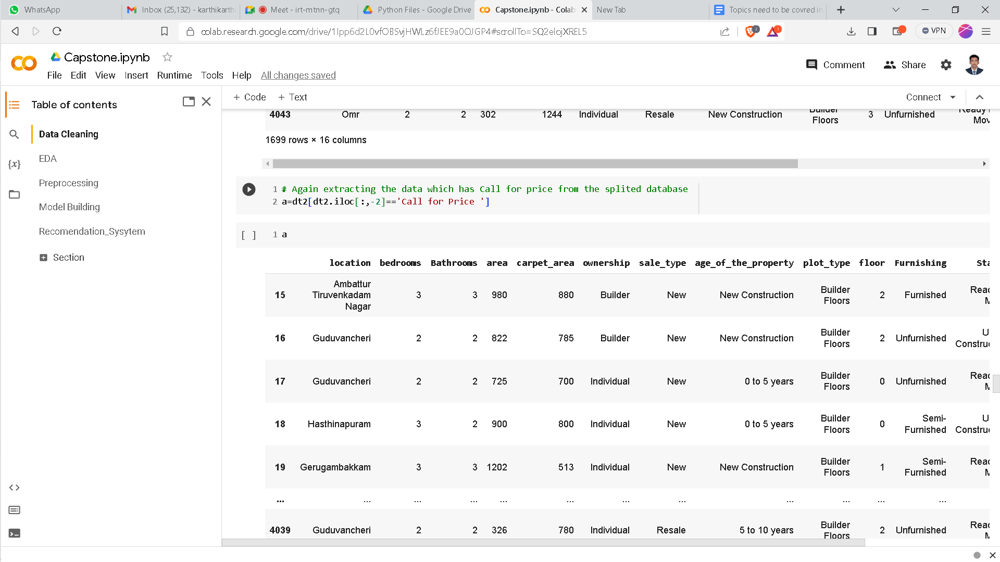 WhatsApp
Inbox (25,132) - karthikarthi
Meet - irt-mtnn-gtq
Python Files - Google Drive
Capstone.ipynb - Colab
New Tab
Topics need to be covred in
colab.research.google.com/drive/1Ipp6d2L0vfOBSvjHWLz6fJEE9a0OJGP4#scrollTo=SQ2elojXREL5
2
1
VPN
Capstone.ipynb
File Edit View Insert Runtime Tools Help All changes saved
Comment
Share
Table of contents
+ Code + Text
Connect
Data Cleaning
EDA
Preprocessing
Model Building
Recomendation_Sysytem
Section
{x}
4043 Omr 2 2 302 1244 Individual Resale New Construction Builder Floors 3 Unfurnished Ready
1699 rows × 16 columns
1 # Again extracting the data which has Call for price from the splited database
2 a=dt2[dt2.iloc[:,-2]=='Call for Price ']
[ ] 1 a
location bedrooms Bathrooms area carpet_area ownership sale_type age_of_the_property plot_type floor Furnishing Sta
15 Ambattur Tiruvenkadam Nagar 3 3 980 880 Builder New New Construction Builder Floors 2 Furnished Read
16 Guduvancheri 2 2 822 785 Builder New New Construction Builder Floors 2 Unfurnished U Constru
17 Guduvancheri 2 2 725 700 Individual New 0 to 5 years Builder Floors 0 Unfurnished Read
18 Hasthinapuram 3 2 900 800 Individual New 0 to 5 years Builder Floors 0 Semi-Furnished U Constru
19 Gerugambakkam 3 3 1202 513 Individual New New Construction Builder Floors 1 Semi-Furnished Read
... ... ... ... ... ... ... ... ... ... ... ...
4039 Guduvancheri 2 2 326 780 Individual Resale 5 to 10 years Builder Floors 2 Unfurnished Read